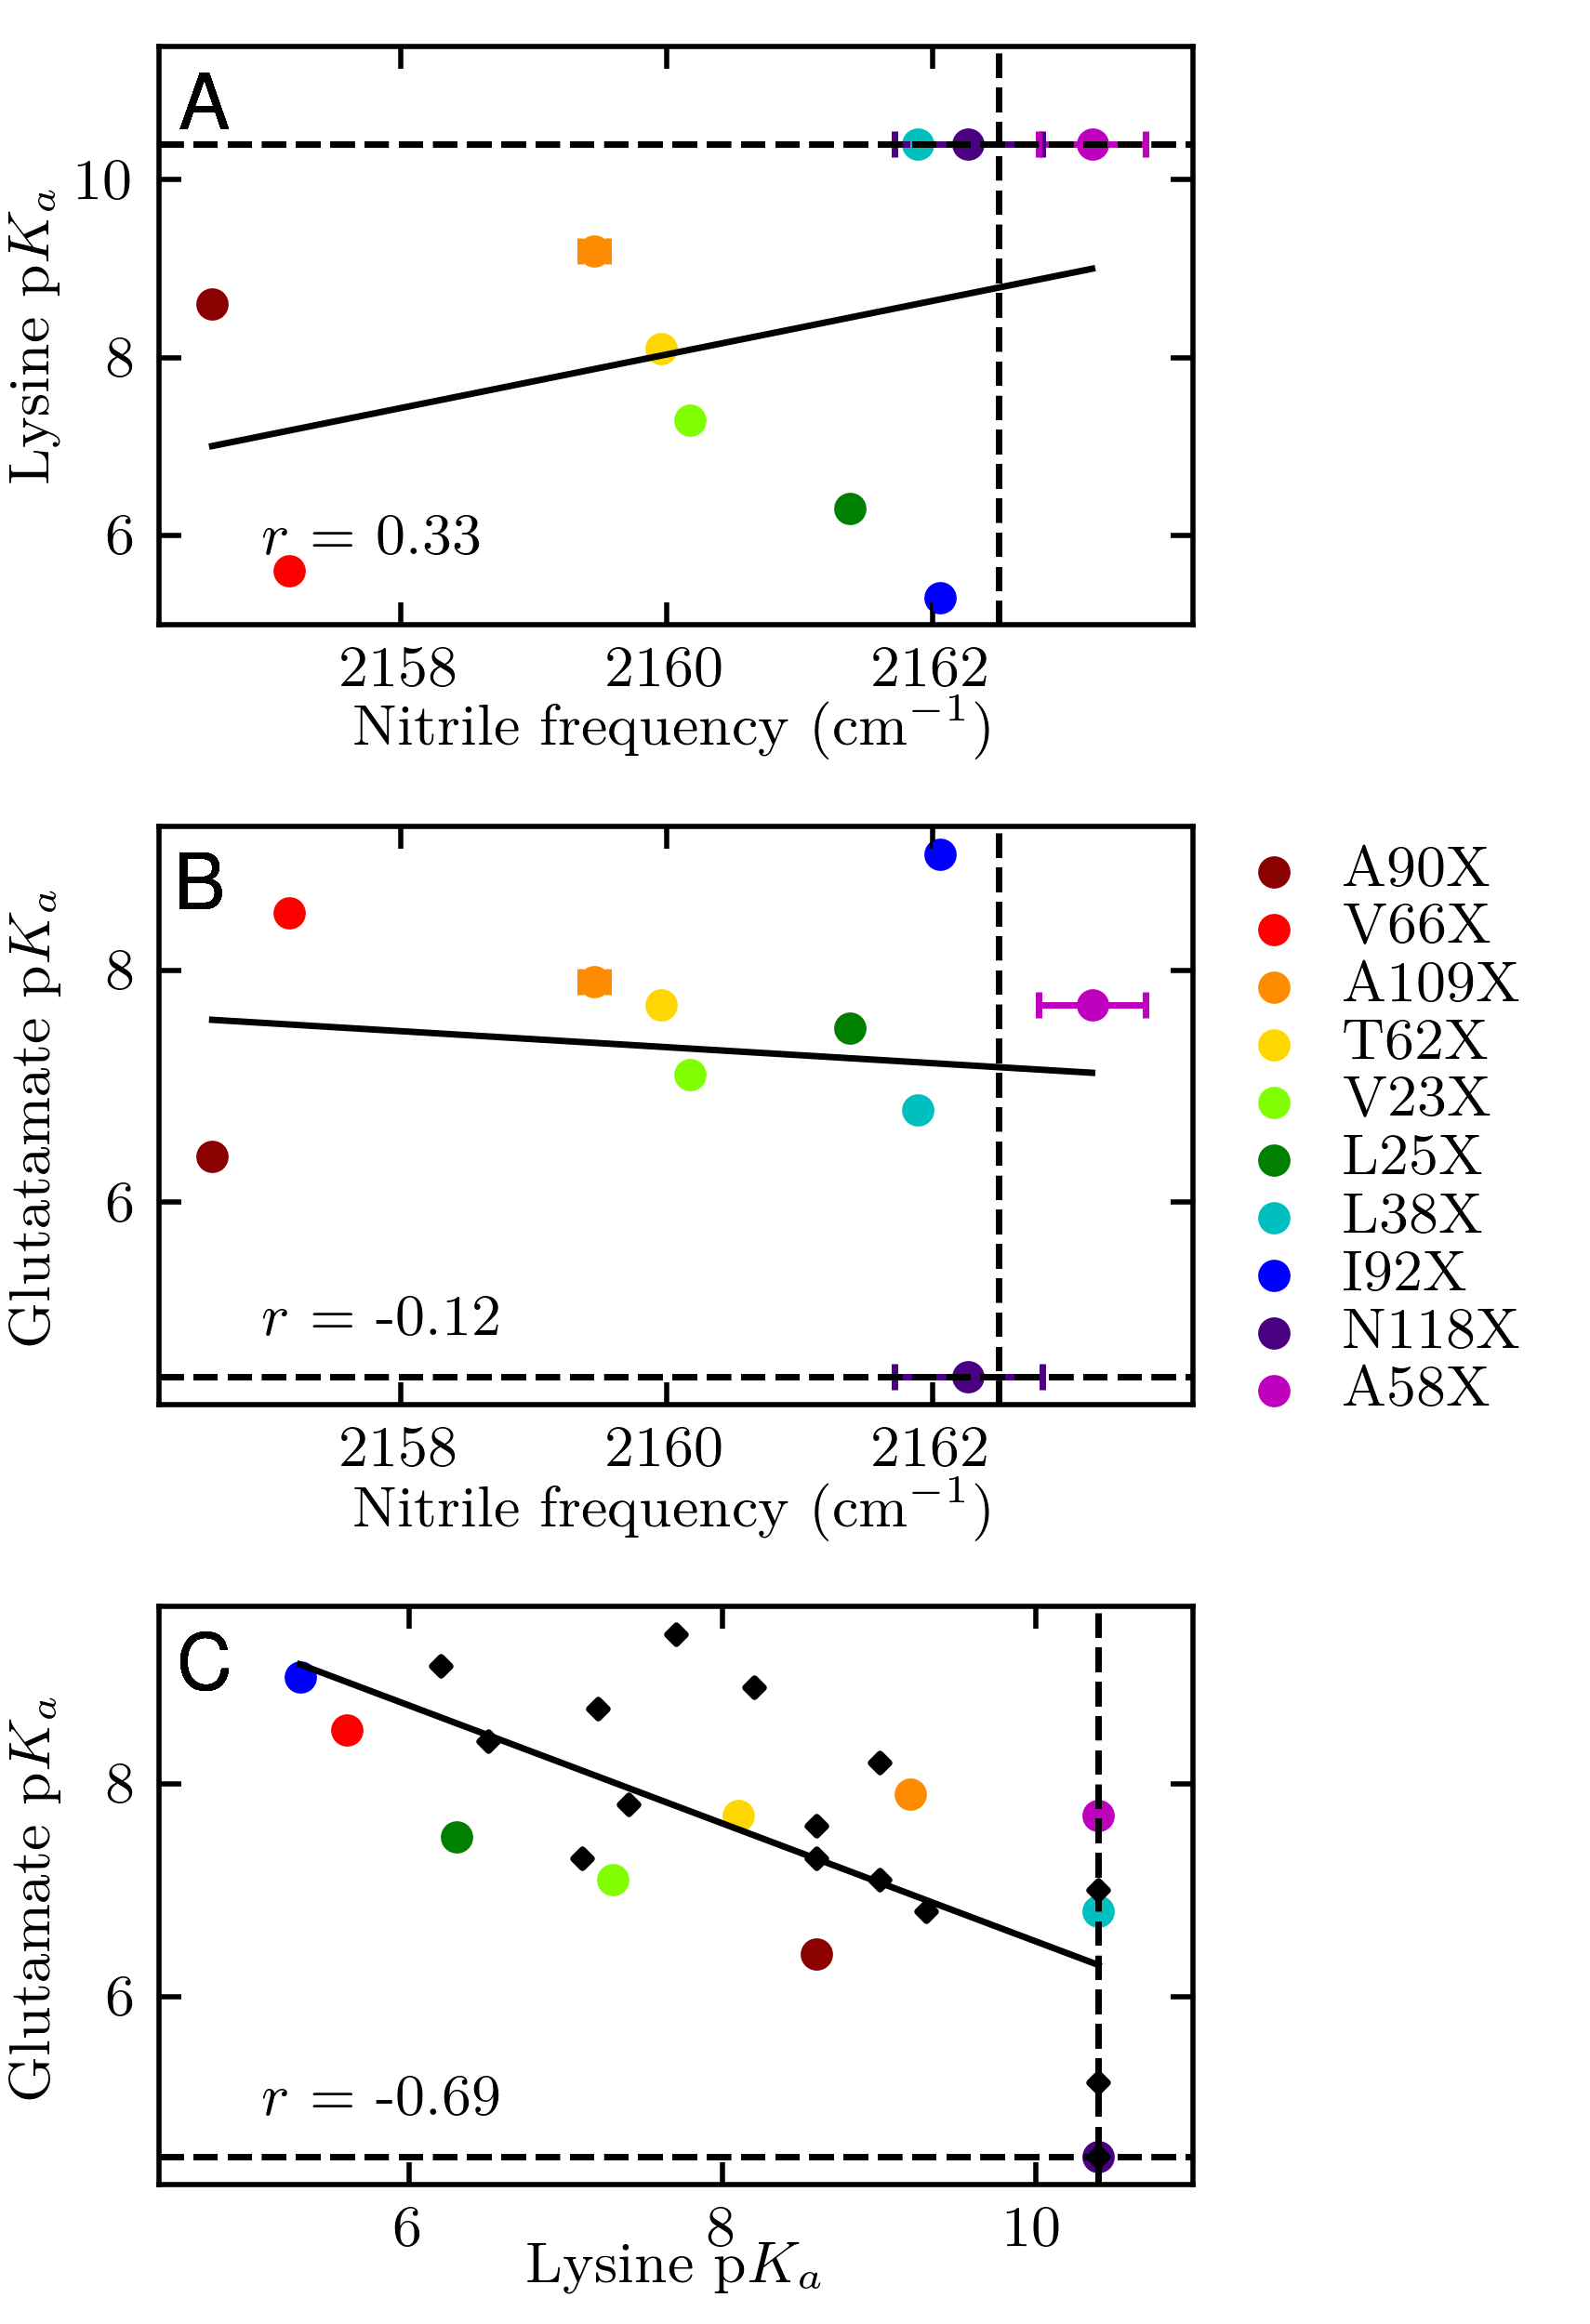 A
Lysine pKₐ
10
8
6
r = 0.33
2158 2160 2162
Nitrile frequency (cm⁻¹)
B
Glutatamate pKₐ
8
6
r = -0.12
2158 2160 2162
Nitrile frequency (cm⁻¹)
A90X
V66X
A109X
T62X
V23X
L25X
L38X
I92X
N118X
A58X
C
Glutamate pKₐ
8
6
r = -0.69
6 8 10
Lysine pKₐ